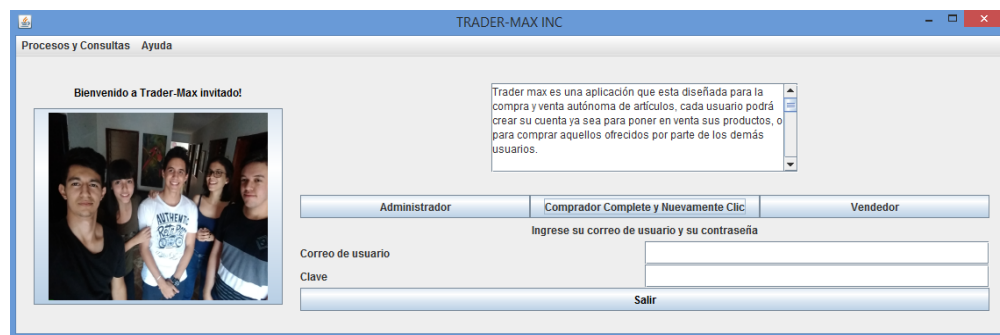 TRADER-MAX INC
Procesos y Consultas Ayuda
Bienvenido a Trader-Max invitado!
Trader max es una aplicación que esta diseñada para la
compra y venta autónoma de artículos, cada usuario podrá
crear su cuenta ya sea para poner en venta sus productos, o
para comprar aquellos ofrecidos por parte de los demás
usuarios.
AUTHENTIC
Administrador
Comprador Complete y Nuevamente Clic
Vendedor
Ingrese su correo de usuario y su contraseña
Correo de usuario
Clave
Salir